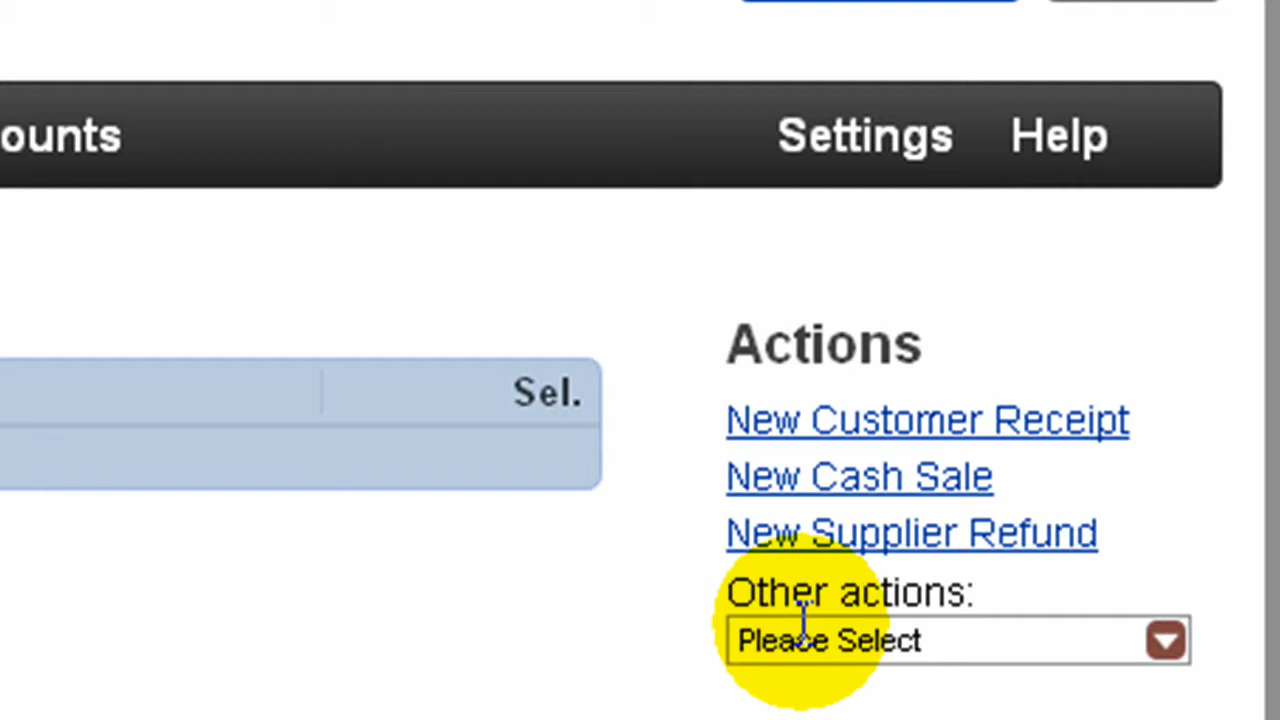 ounts Settings Help
Actions
Sel.
New Customer Receipt
New Cash Sale
New Supplier Refund
Other actions:
Please Select